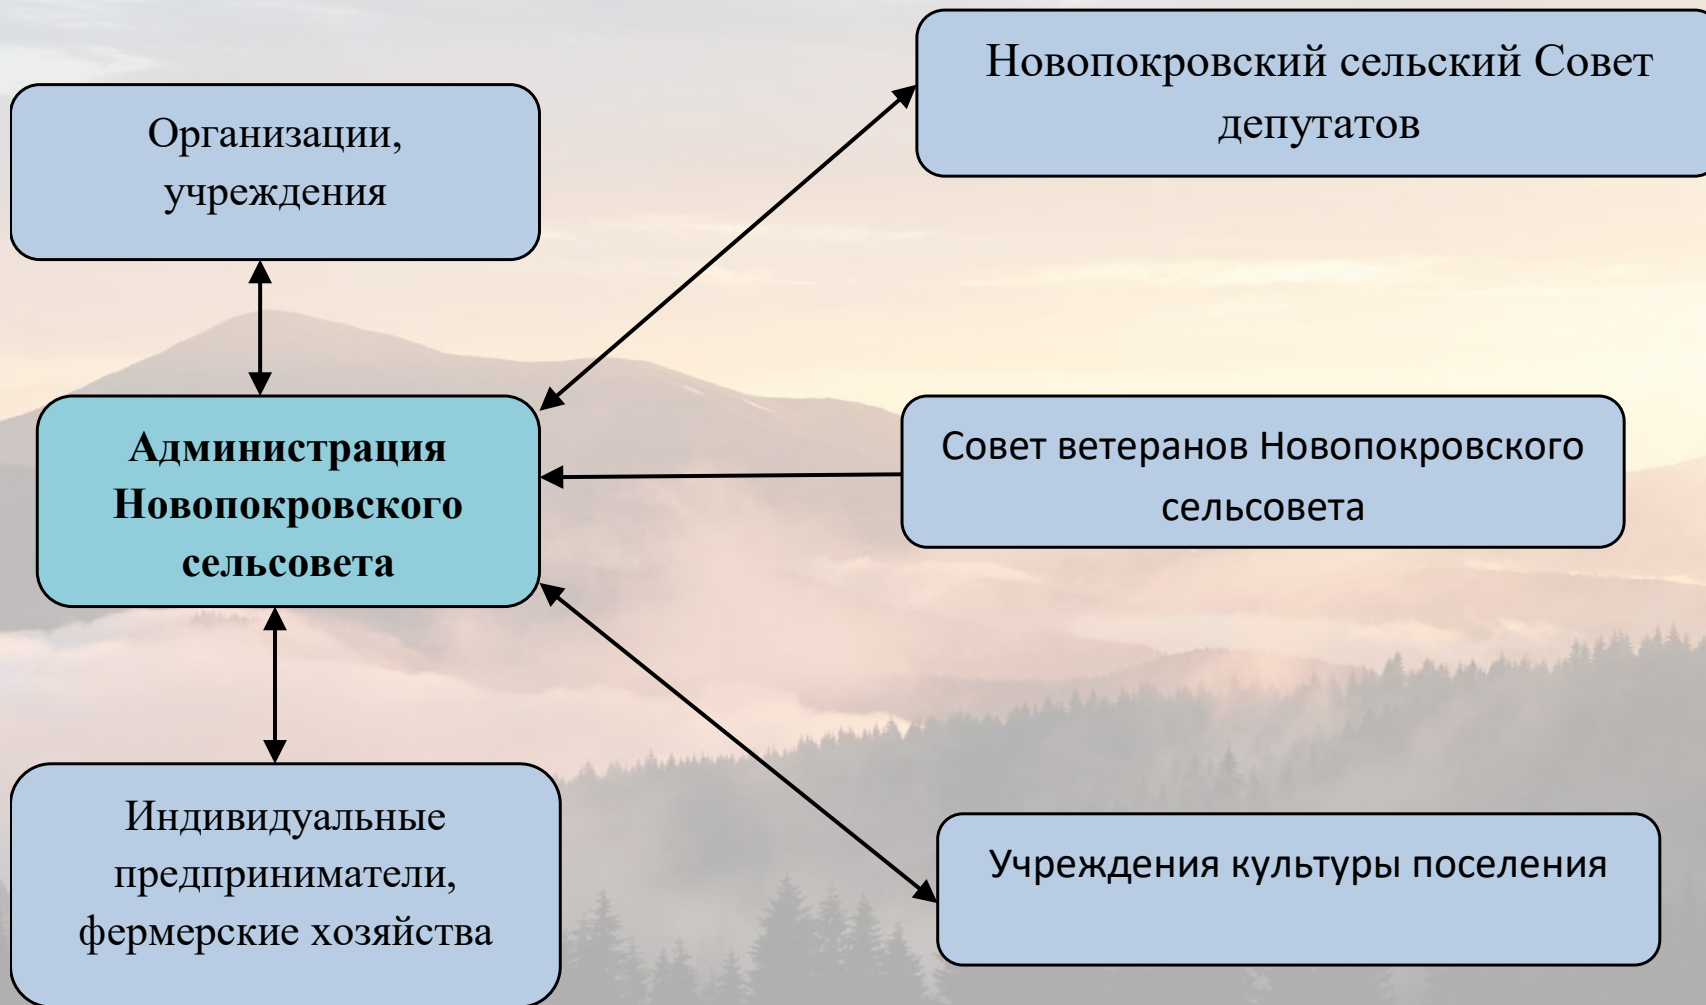 Новопокровский сельский Совет
депутатов
Организации,
учреждения
Администрация
Новопокровского
сельсовета
Совет ветеранов Новопокровского
сельсовета
Индивидуальные
предприниматели,
фермерские хозяйства
Учреждения культуры поселения